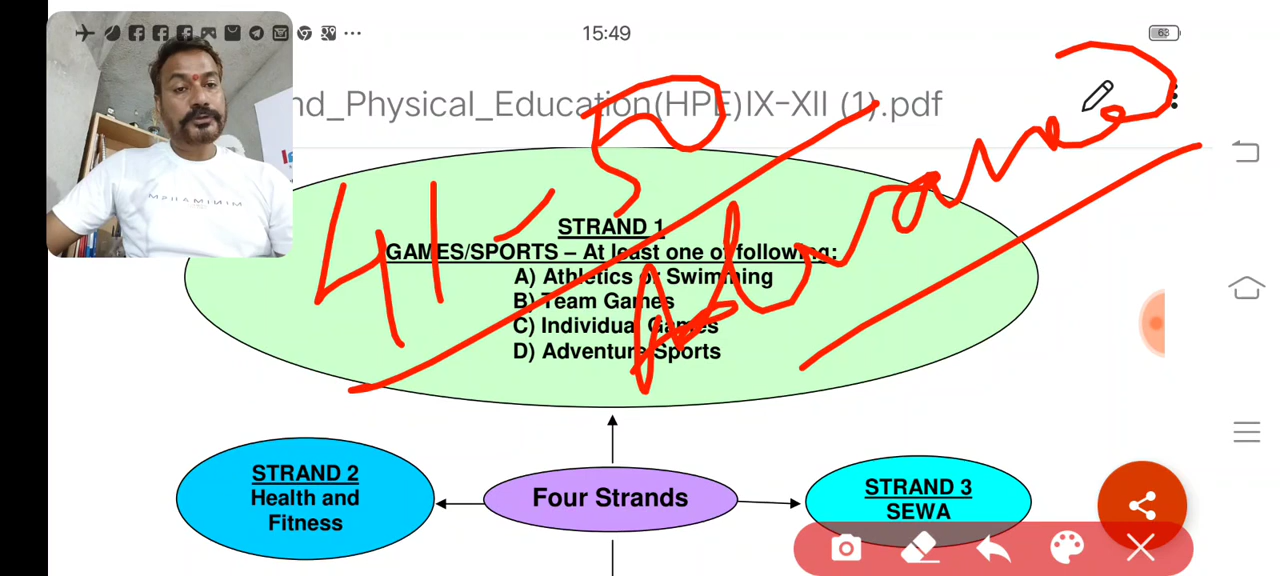 15:49
63
nd_Physical_Education(HPE)IX-XII (1).pdf
41-50
STRAND 1
GAMES/SPORTS – At least one of following:
A) Athletics or Swimming
B) Team Games
C) Individual Games
D) Adventure Sports
STRAND 2
Health and
Fitness
Four Strands
STRAND 3
SEWA